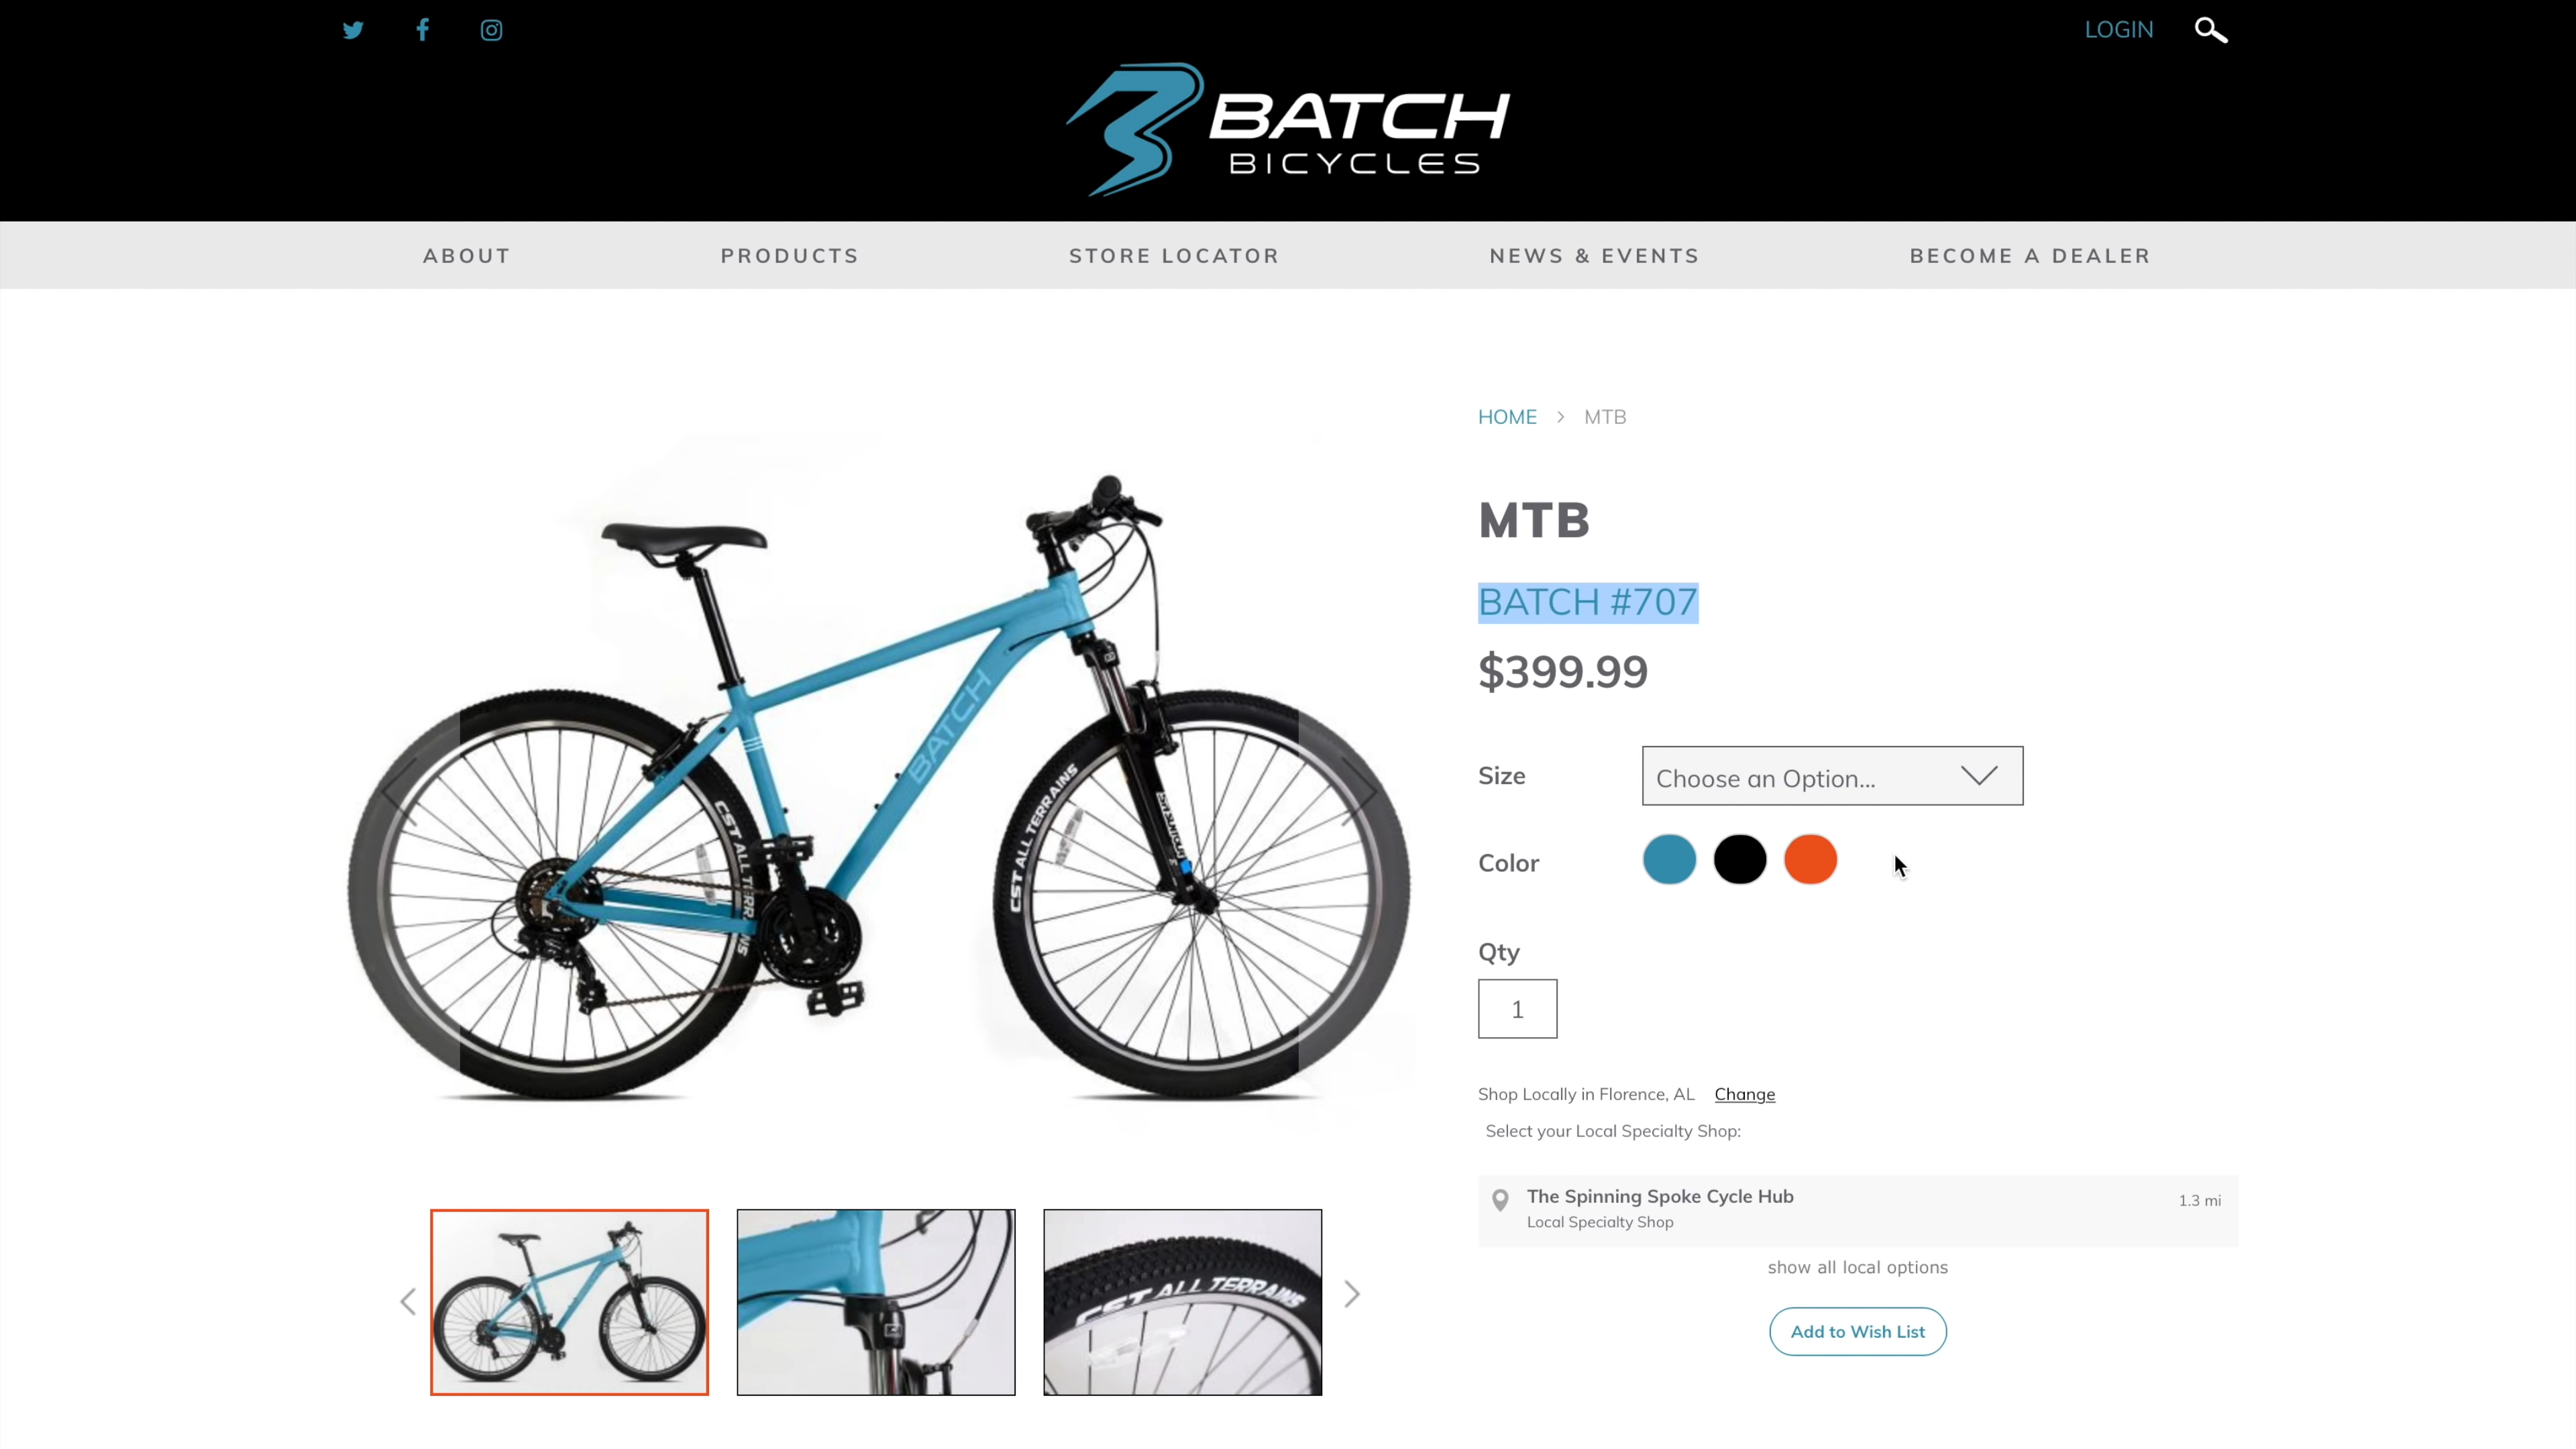 LOGIN
BATCH
BICYCLES
ABOUT
PRODUCTS
STORE LOCATOR
NEWS & EVENTS
BECOME A DEALER
HOME > MTB
MTB
BATCH #707
$399.99
Size
Choose an Option...
Color
Qty
1
Shop Locally in Florence, AL Change
Select your Local Specialty Shop:
The Spinning Spoke Cycle Hub
1.3 mi
Local Specialty Shop
show all local options
Add to Wish List
BATCH
CST ALL TERRAINS
CST ALL TERRAINS
CST ALL TERRAINS